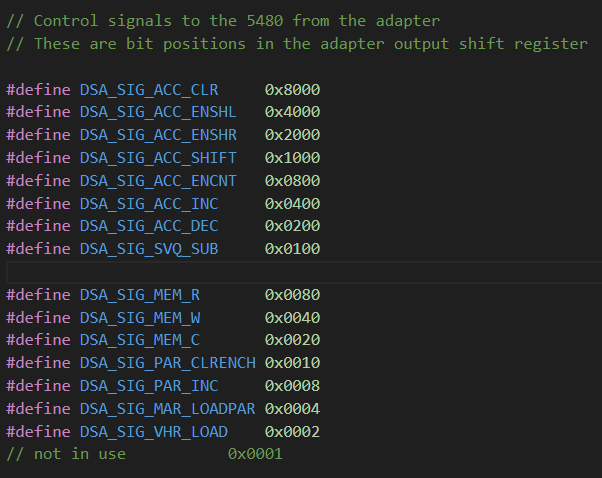 // Control signals to the 5480 from the adapter
// These are bit positions in the adapter output shift register
#define DSA_SIG_ACC_CLR 0x8000
#define DSA_SIG_ACC_ENSHL 0x4000
#define DSA_SIG_ACC_ENSHR 0x2000
#define DSA_SIG_ACC_SHIFT 0x1000
#define DSA_SIG_ACC_ENCNT 0x0800
#define DSA_SIG_ACC_INC 0x0400
#define DSA_SIG_ACC_DEC 0x0200
#define DSA_SIG_SVQ_SUB 0x0100
#define DSA_SIG_MEM_R 0x0080
#define DSA_SIG_MEM_W 0x0040
#define DSA_SIG_MEM_C 0x0020
#define DSA_SIG_PAR_CLRENCH 0x0010
#define DSA_SIG_PAR_INC 0x0008
#define DSA_SIG_MAR_LOADPAR 0x0004
#define DSA_SIG_VHR_LOAD 0x0002
// not in use 0x0001